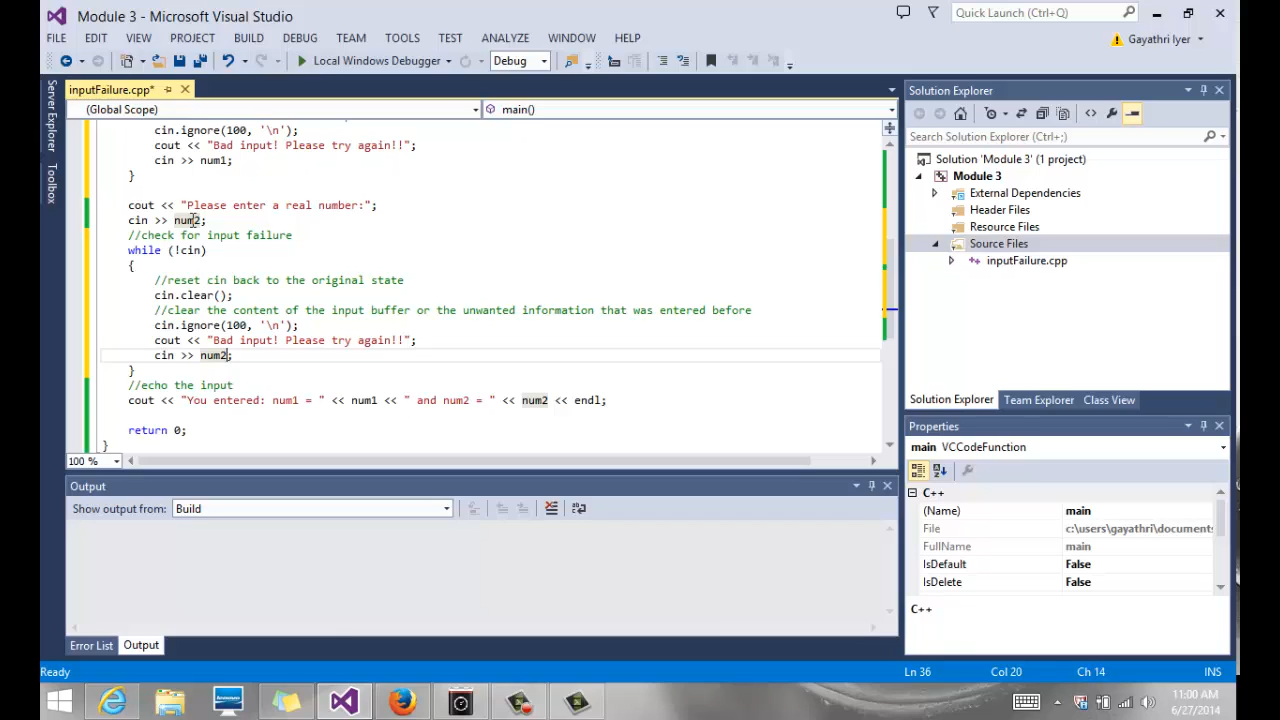 Module 3 - Microsoft Visual Studio
Quick Launch (Ctrl+Q)
FILE EDIT VIEW PROJECT BUILD DEBUG TEAM TOOLS TEST ANALYZE WINDOW HELP
Gayathri Iyer
Local Windows Debugger Debug
Server Explorer
Toolbox
inputFailure.cpp*
(Global Scope) main()
cin.ignore(100, '\n');
cout << "Bad input! Please try again!!";
cin >> num1;
}
cout << "Please enter a real number:";
cin >> num2;
//check for input failure
while (!cin)
{
//reset cin back to the original state
cin.clear();
//clear the content of the input buffer or the unwanted information that was entered before
cin.ignore(100, '\n');
cout << "Bad input! Please try again!!";
cin >> num2;
}
//echo the input
cout << "You entered: num1 = " << num1 << " and num2 = " << num2 << endl;
return 0;
}
100 %
Output
Show output from: Build
Error List Output
Solution Explorer
Search Solution Explorer (Ctrl+;)
Solution 'Module 3' (1 project)
Module 3
External Dependencies
Header Files
Resource Files
Source Files
inputFailure.cpp
Solution Explorer Team Explorer Class View
Properties
main VCCodeFunction
C++
(Name) main
File c:\users\gayathri\documents
FullName main
IsDefault False
IsDelete False
C++
Ready Ln 36 Col 20 Ch 14 INS
11:00 AM
6/27/2014